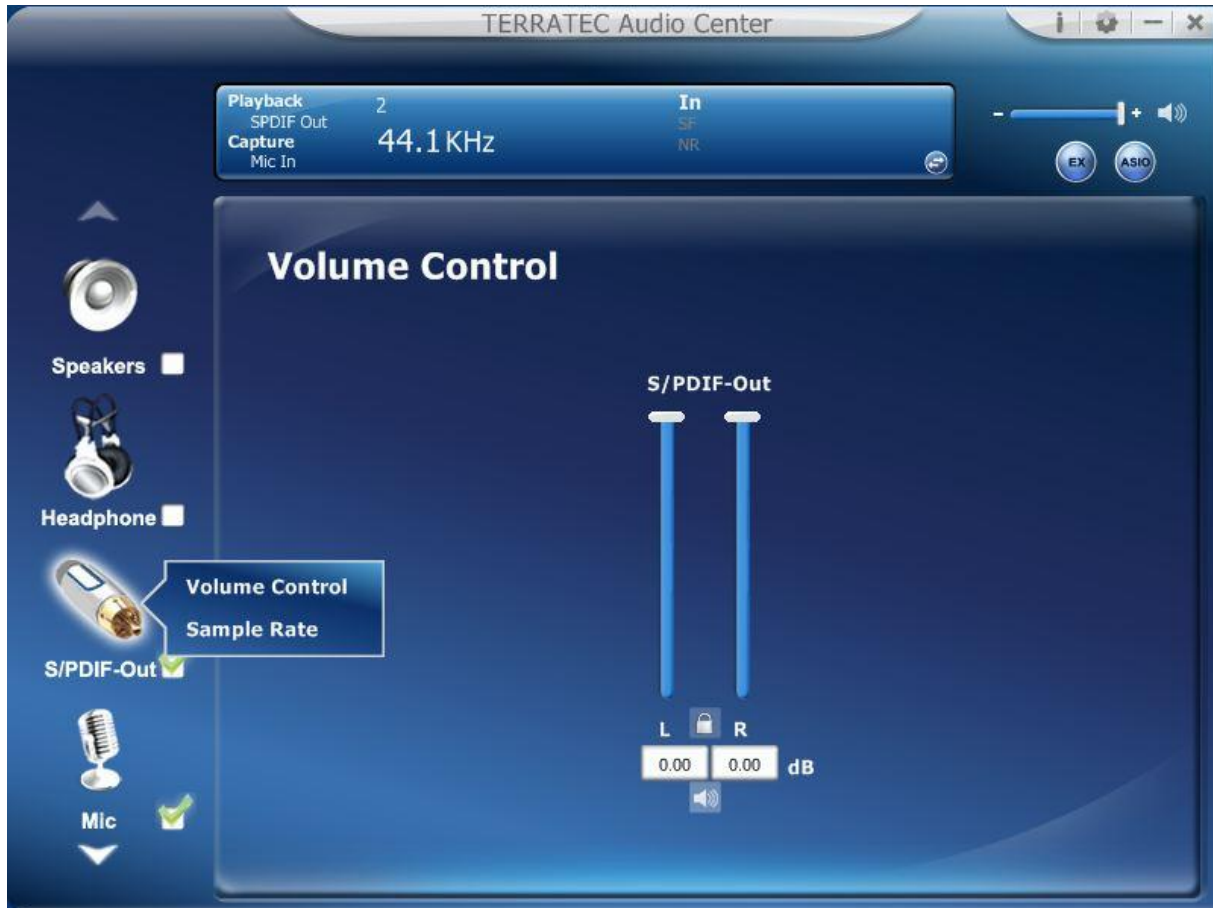 TERRATEC Audio Center
i
Playback 2 In
SPDIF Out SF
Capture 44.1 KHz NR
Mic In
- +
EX ASIO
Volume Control
Speakers
S/PDIF-Out
Headphone
Volume Control
Sample Rate
S/PDIF-Out
L R
0.00 0.00 dB
Mic